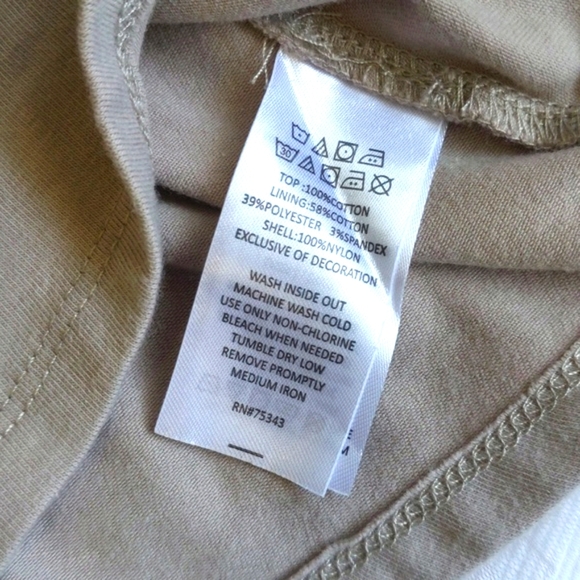 30
TOP :100%COTTON
LINING:58%COTTON
39%POLYESTER 3%SPANDEX
SHELL:100%NYLON
EXCLUSIVE OF DECORATION
WASH INSIDE OUT
MACHINE WASH COLD
USE ONLY NON-CHLORINE
BLEACH WHEN NEEDED
TUMBLE DRY LOW
REMOVE PROMPTLY
MEDIUM IRON
RN#75343
E
M